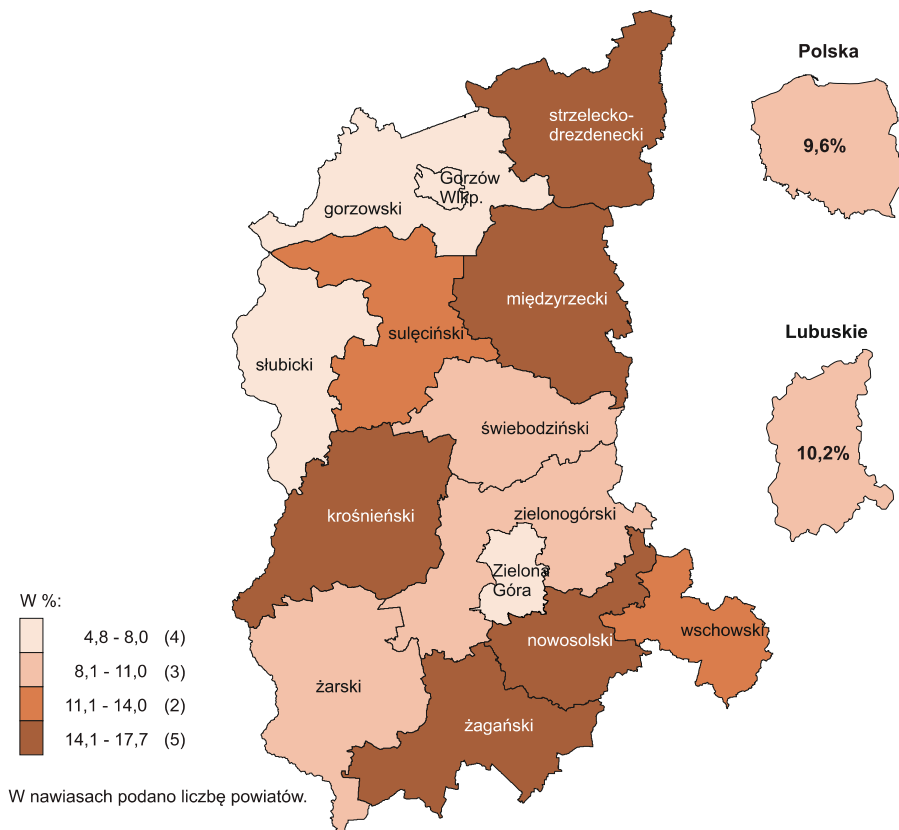 Polska
9,6%
strzelecko-
drezdenecki
Gorzów
Wlkp.
gorzowski
międzyrzecki
sulęciński
słubicki
Lubuskie
10,2%
świebodziński
krośnieński
zielonogórski
Zielona
Góra
nowosolski
wschowski
żarski
żagański
W %:
4,8 - 8,0 (4)
8,1 - 11,0 (3)
11,1 - 14,0 (2)
14,1 - 17,7 (5)
W nawiasach podano liczbę powiatów.